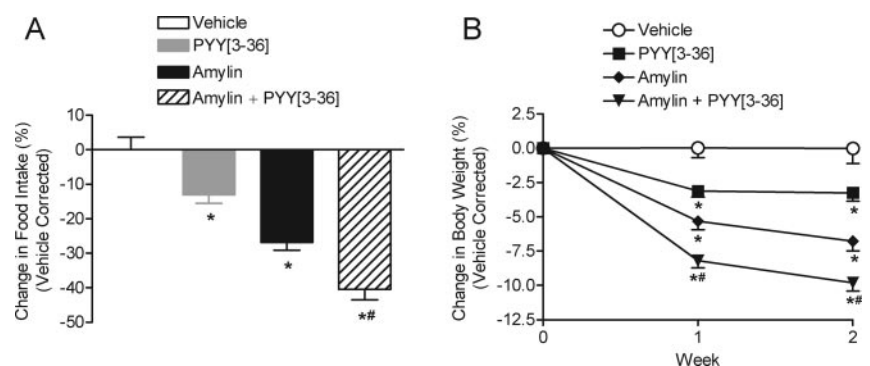 A
Vehicle
PYY[3-36]
Amylin
Amylin + PYY[3-36]
Change in Food Intake (%)
(Vehicle Corrected)
10
0
-10
-20
-30
-40
-50
*
*
*#
B
Vehicle
PYY[3-36]
Amylin
Amylin + PYY[3-36]
Change in Body Weight (%)
(Vehicle Corrected)
2.5
0.0
-2.5
-5.0
-7.5
-10.0
-12.5
*
*
*#
*
*
*#
0
1
2
Week